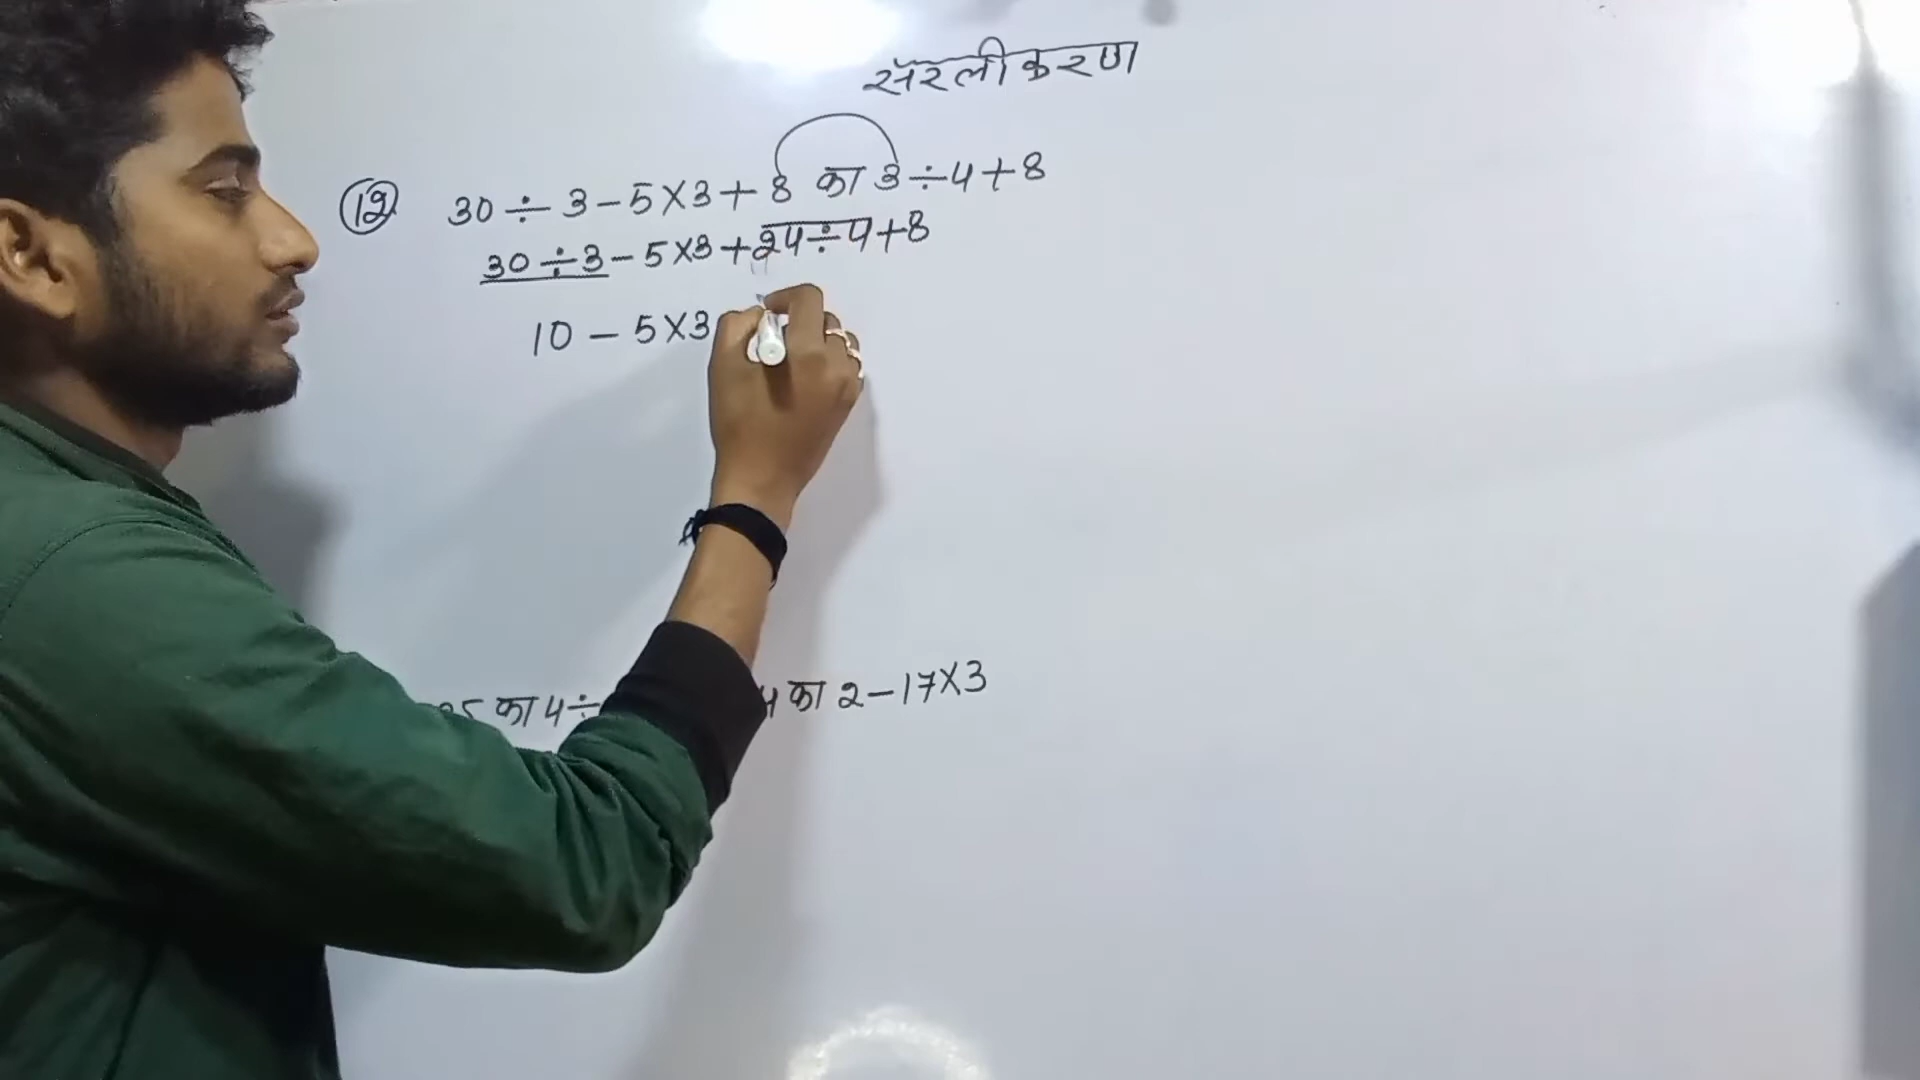 सरलीकरण
(12) 30 ÷ 3 - 5 × 3 + 8 का 3 ÷ 4 + 8
30 ÷ 3 - 5 × 3 + 24 ÷ 4 + 8
10 - 5 × 3
का 4 ÷ का 2 - 17 × 3